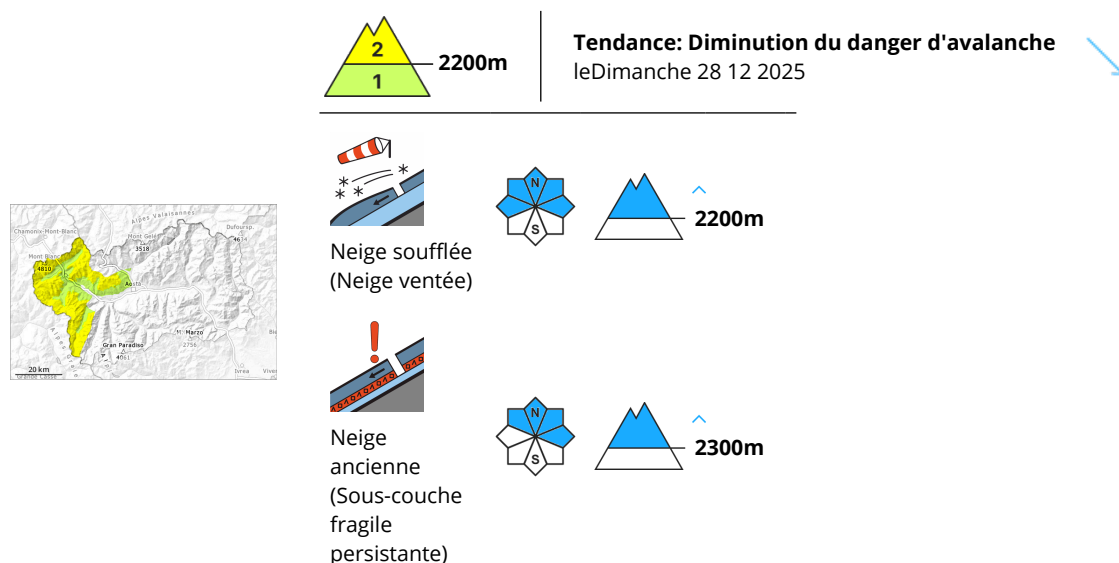 2
2200m
1
Tendance: Diminution du danger d'avalanche
leDimanche 28 12 2025
N
S
2200m
Neige soufflée
(Neige ventée)
Alpes Valaisannes
Chamonix-Mont-Blanc
Mont Gelé
3518
Dufoursp.
Mont Blanc
4810
Aosta
M. Marzo
2756
Gran Paradiso
4061
Ivrea
20 km
Grande Casse
N
S
2300m
Neige
ancienne
(Sous-couche
fragile
persistante)